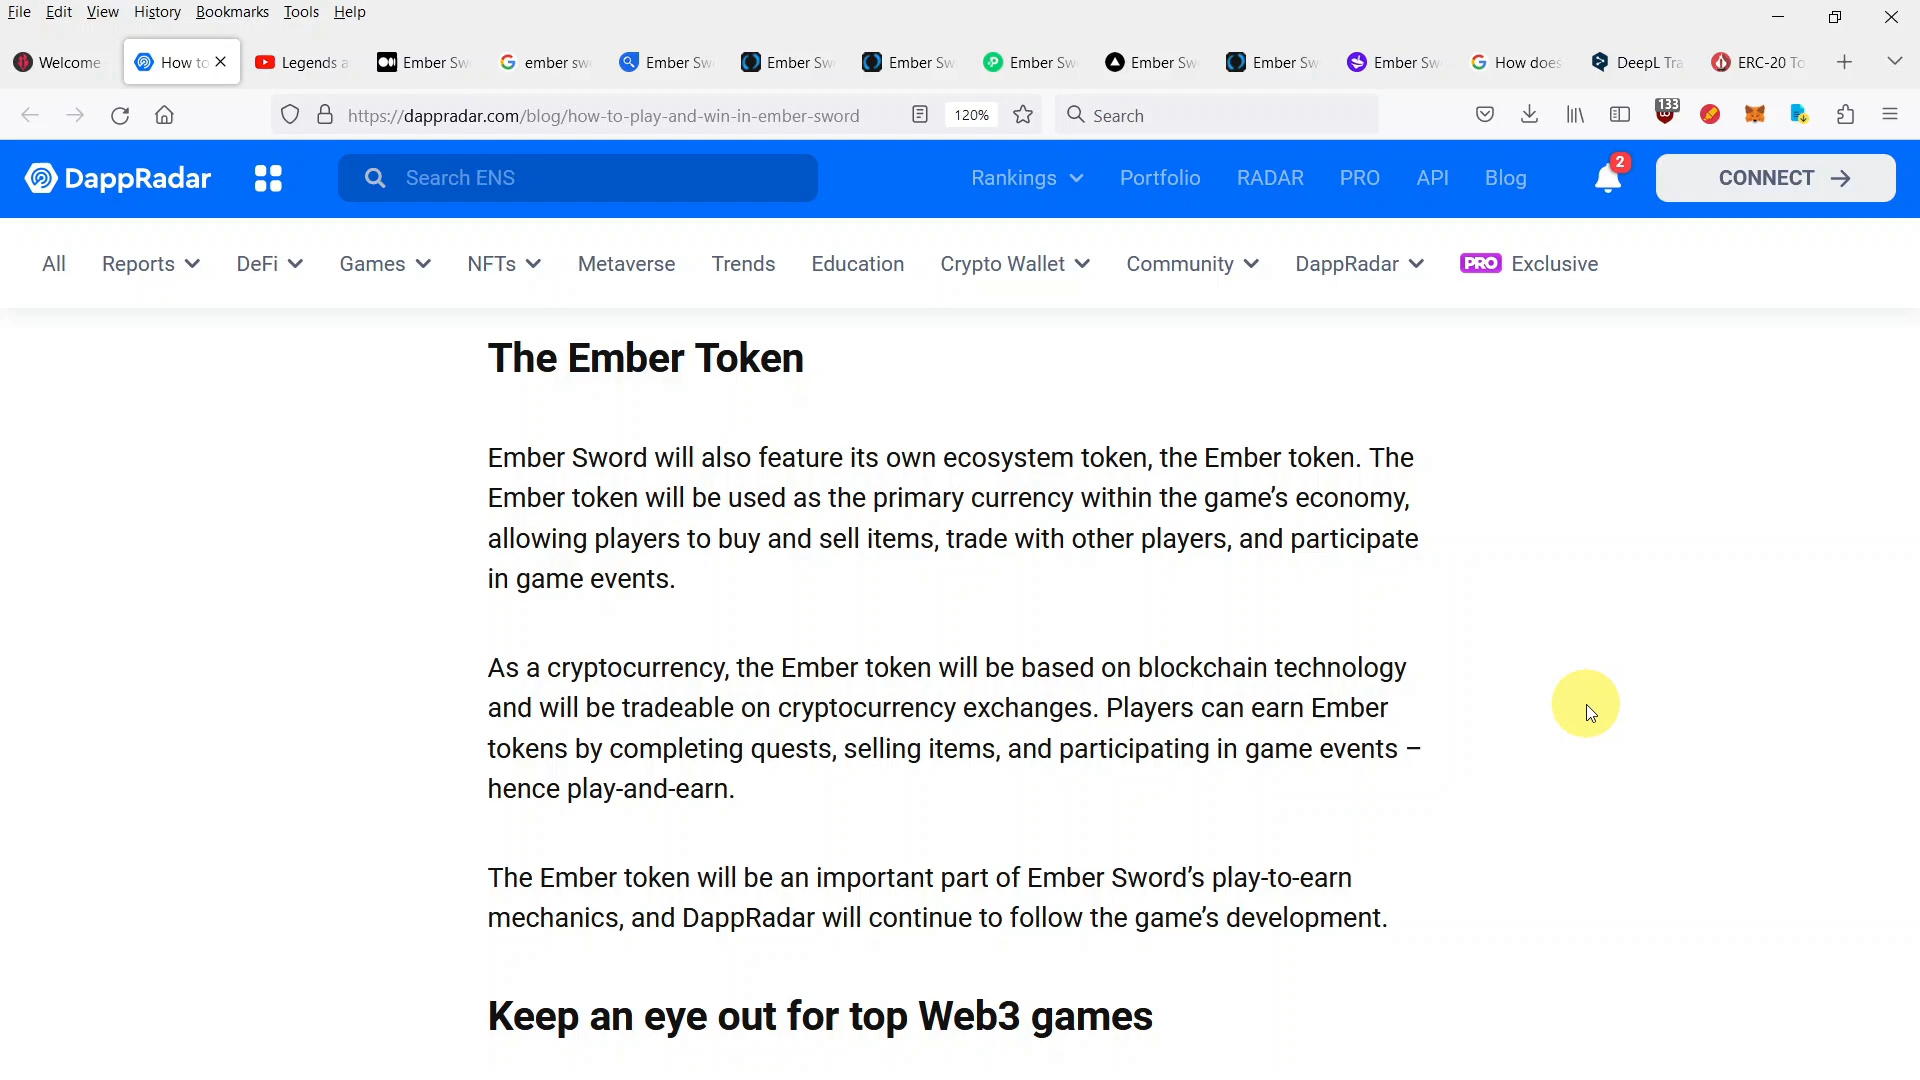 File Edit View History Bookmarks Tools Help
Welcome How to Legends a Ember Sw ember sw Ember Sw Ember Sw Ember Sw Ember Sw Ember Sw Ember Sw Ember Sw How does DeepL Tra ERC-20 To
https://dappradar.com/blog/how-to-play-and-win-in-ember-sword 120% Search 133
DappRadar Search ENS Rankings Portfolio RADAR PRO API Blog 2 CONNECT
All Reports DeFi Games NFTs Metaverse Trends Education Crypto Wallet Community DappRadar PRO Exclusive
The Ember Token
Ember Sword will also feature its own ecosystem token, the Ember token. The
Ember token will be used as the primary currency within the game’s economy,
allowing players to buy and sell items, trade with other players, and participate
in game events.
As a cryptocurrency, the Ember token will be based on blockchain technology
and will be tradeable on cryptocurrency exchanges. Players can earn Ember
tokens by completing quests, selling items, and participating in game events –
hence play-and-earn.
The Ember token will be an important part of Ember Sword’s play-to-earn
mechanics, and DappRadar will continue to follow the game’s development.
Keep an eye out for top Web3 games